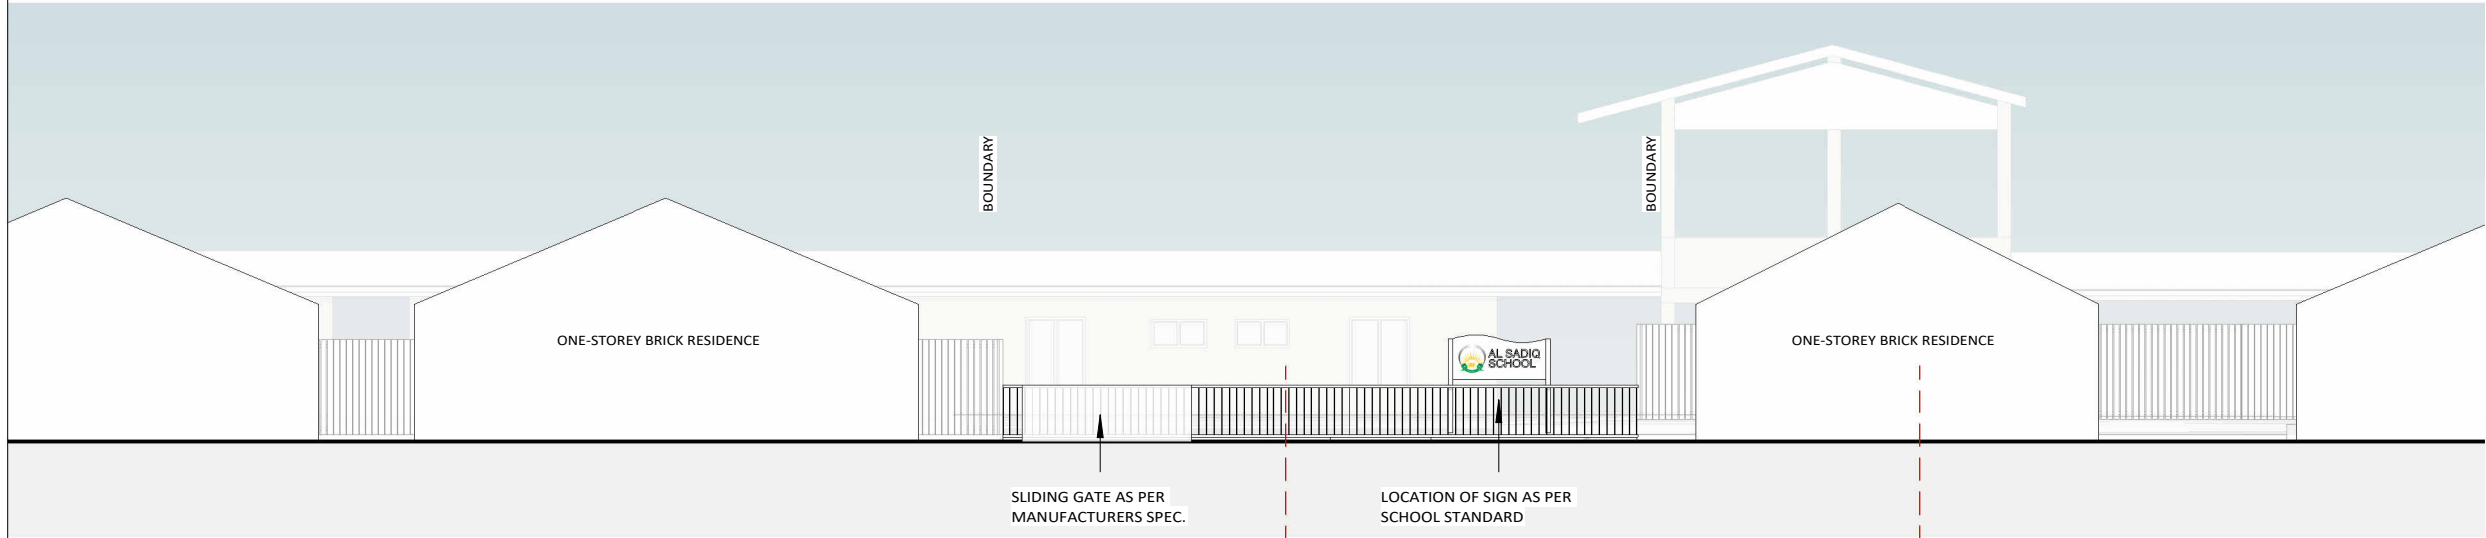 BOUNDARY
BOUNDARY
ONE-STOREY BRICK RESIDENCE
AL SADIQ
SCHOOL
ONE-STOREY BRICK RESIDENCE
SLIDING GATE AS PER
MANUFACTURERS SPEC.
LOCATION OF SIGN AS PER
SCHOOL STANDARD